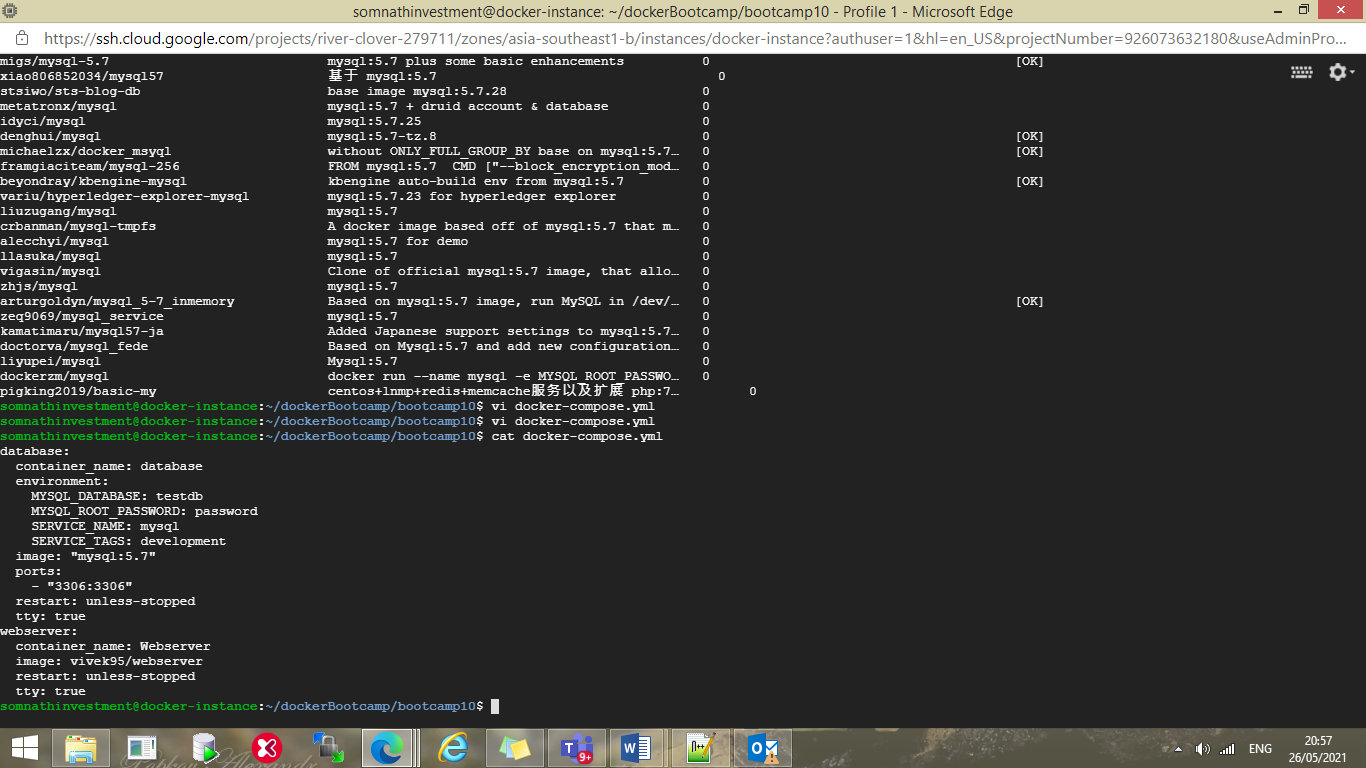 somnathinvestment@docker-instance: ~/dockerBootcamp/bootcamp10 - Profile 1 - Microsoft Edge
https://ssh.cloud.google.com/projects/river-clover-279711/zones/asia-southeast1-b/instances/docker-instance?authuser=1&hl=en_US&projectNumber=926073632180&useAdminPro...
migs/mysql-5.7 mysql:5.7 plus some basic enhancements 0 [OK]
xiao806852034/mysql57 基于 mysql:5.7 0
stsiwo/sts-blog-db base image mysql:5.7.28 0
metatronx/mysql mysql:5.7 + druid account & database 0
idyci/mysql mysql:5.7.25 0
denghui/mysql mysql:5.7-tz.8 0 [OK]
michaelzx/docker_msyql without ONLY_FULL_GROUP_BY base on mysql:5.7… 0 [OK]
framgiaciteam/mysql-256 FROM mysql:5.7 CMD ["--block_encryption_mod… 0
beyondray/kbengine-mysql kbengine auto-build env from mysql:5.7 0 [OK]
variu/hyperledger-explorer-mysql mysql:5.7.23 for hyperledger explorer 0
liuzugang/mysql mysql:5.7 0
crbanman/mysql-tmpfs A docker image based off of mysql:5.7 that m… 0
alecchyi/mysql mysql:5.7 for demo 0
llasuka/mysql mysql:5.7 0
vigasin/mysql Clone of official mysql:5.7 image, that allo… 0
zhjs/mysql mysql:5.7 0
arturgoldyn/mysql_5-7_inmemory Based on mysql:5.7 image, run MySQL in /dev/… 0 [OK]
zeq9069/mysql_service mysql:5.7 0
kamatimaru/mysql57-ja Added Japanese support settings to mysql:5.7… 0
doctorva/mysql_fede Based on Mysql:5.7 and add new configuration… 0
liyupei/mysql Mysql:5.7 0
dockerzm/mysql docker run --name mysql -e MYSQL_ROOT_PASSWO… 0
pigking2019/basic-my centos+lnmp+redis+memcache服务以及扩展 php:7… 0
somnathinvestment@docker-instance:~/dockerBootcamp/bootcamp10$ vi docker-compose.yml
somnathinvestment@docker-instance:~/dockerBootcamp/bootcamp10$ vi docker-compose.yml
somnathinvestment@docker-instance:~/dockerBootcamp/bootcamp10$ cat docker-compose.yml
database:
  container_name: database
  environment:
    MYSQL_DATABASE: testdb
    MYSQL_ROOT_PASSWORD: password
    SERVICE_NAME: mysql
    SERVICE_TAGS: development
  image: "mysql:5.7"
  ports:
    - "3306:3306"
  restart: unless-stopped
  tty: true
webserver:
  container_name: Webserver
  image: vivek95/webserver
  restart: unless-stopped
  tty: true
somnathinvestment@docker-instance:~/dockerBootcamp/bootcamp10$
9+
ENG
20:57
26/05/2021